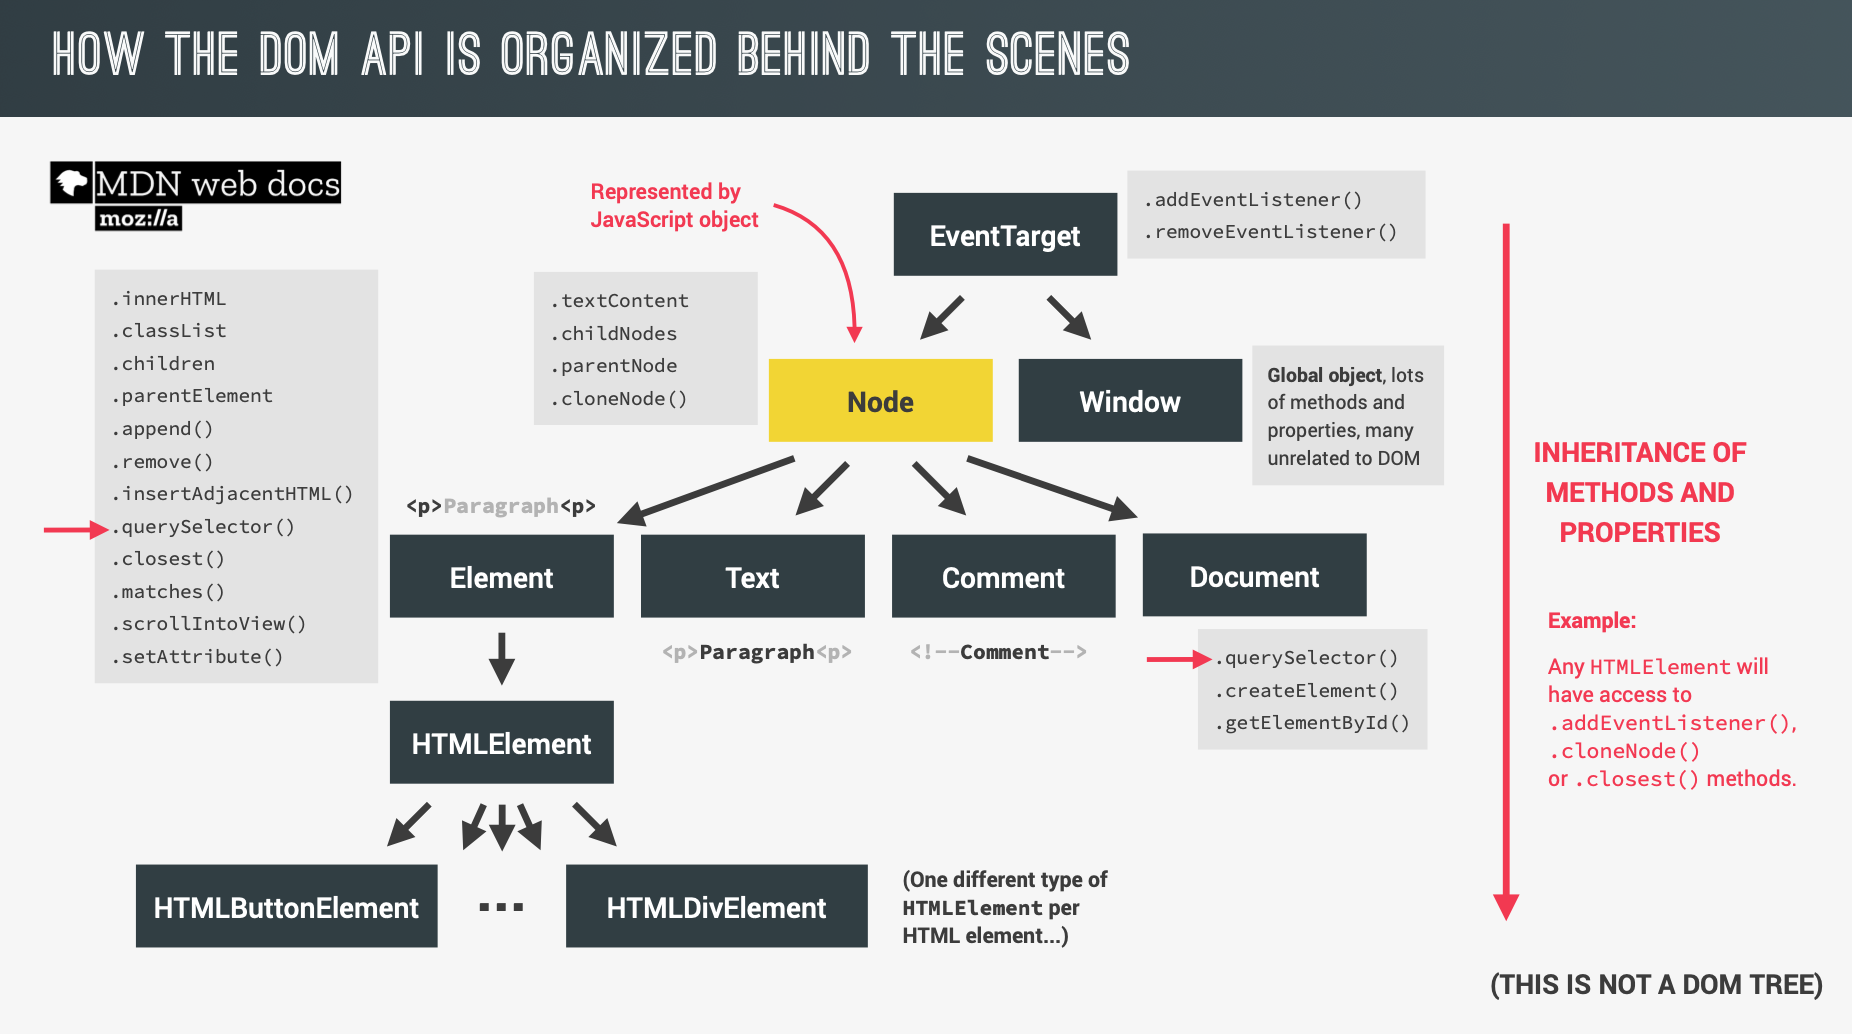 HOW THE DOM API IS ORGANIZED BEHIND THE SCENES
MDN web docs
moz://a
Represented by
JavaScript object
EventTarget
.addEventListener()
.removeEventListener()
.innerHTML
.classList
.children
.parentElement
.append()
.remove()
.insertAdjacentHTML()
.querySelector()
.closest()
.matches()
.scrollIntoView()
.setAttribute()
.textContent
.childNodes
.parentNode
.cloneNode()
Node
Window
Global object, lots
of methods and
properties, many
unrelated to DOM
<p>Paragraph<p>
Element
Text
Comment
Document
<p>Paragraph<p>
<!--Comment-->
.querySelector()
.createElement()
.getElementById()
HTMLElement
HTMLButtonElement
...
HTMLDivElement
(One different type of
HTMLElement per
HTML element...)
INHERITANCE OF
METHODS AND
PROPERTIES
Example:
Any HTMLElement will
have access to
.addEventListener(),
.cloneNode()
or .closest() methods.
(THIS IS NOT A DOM TREE)